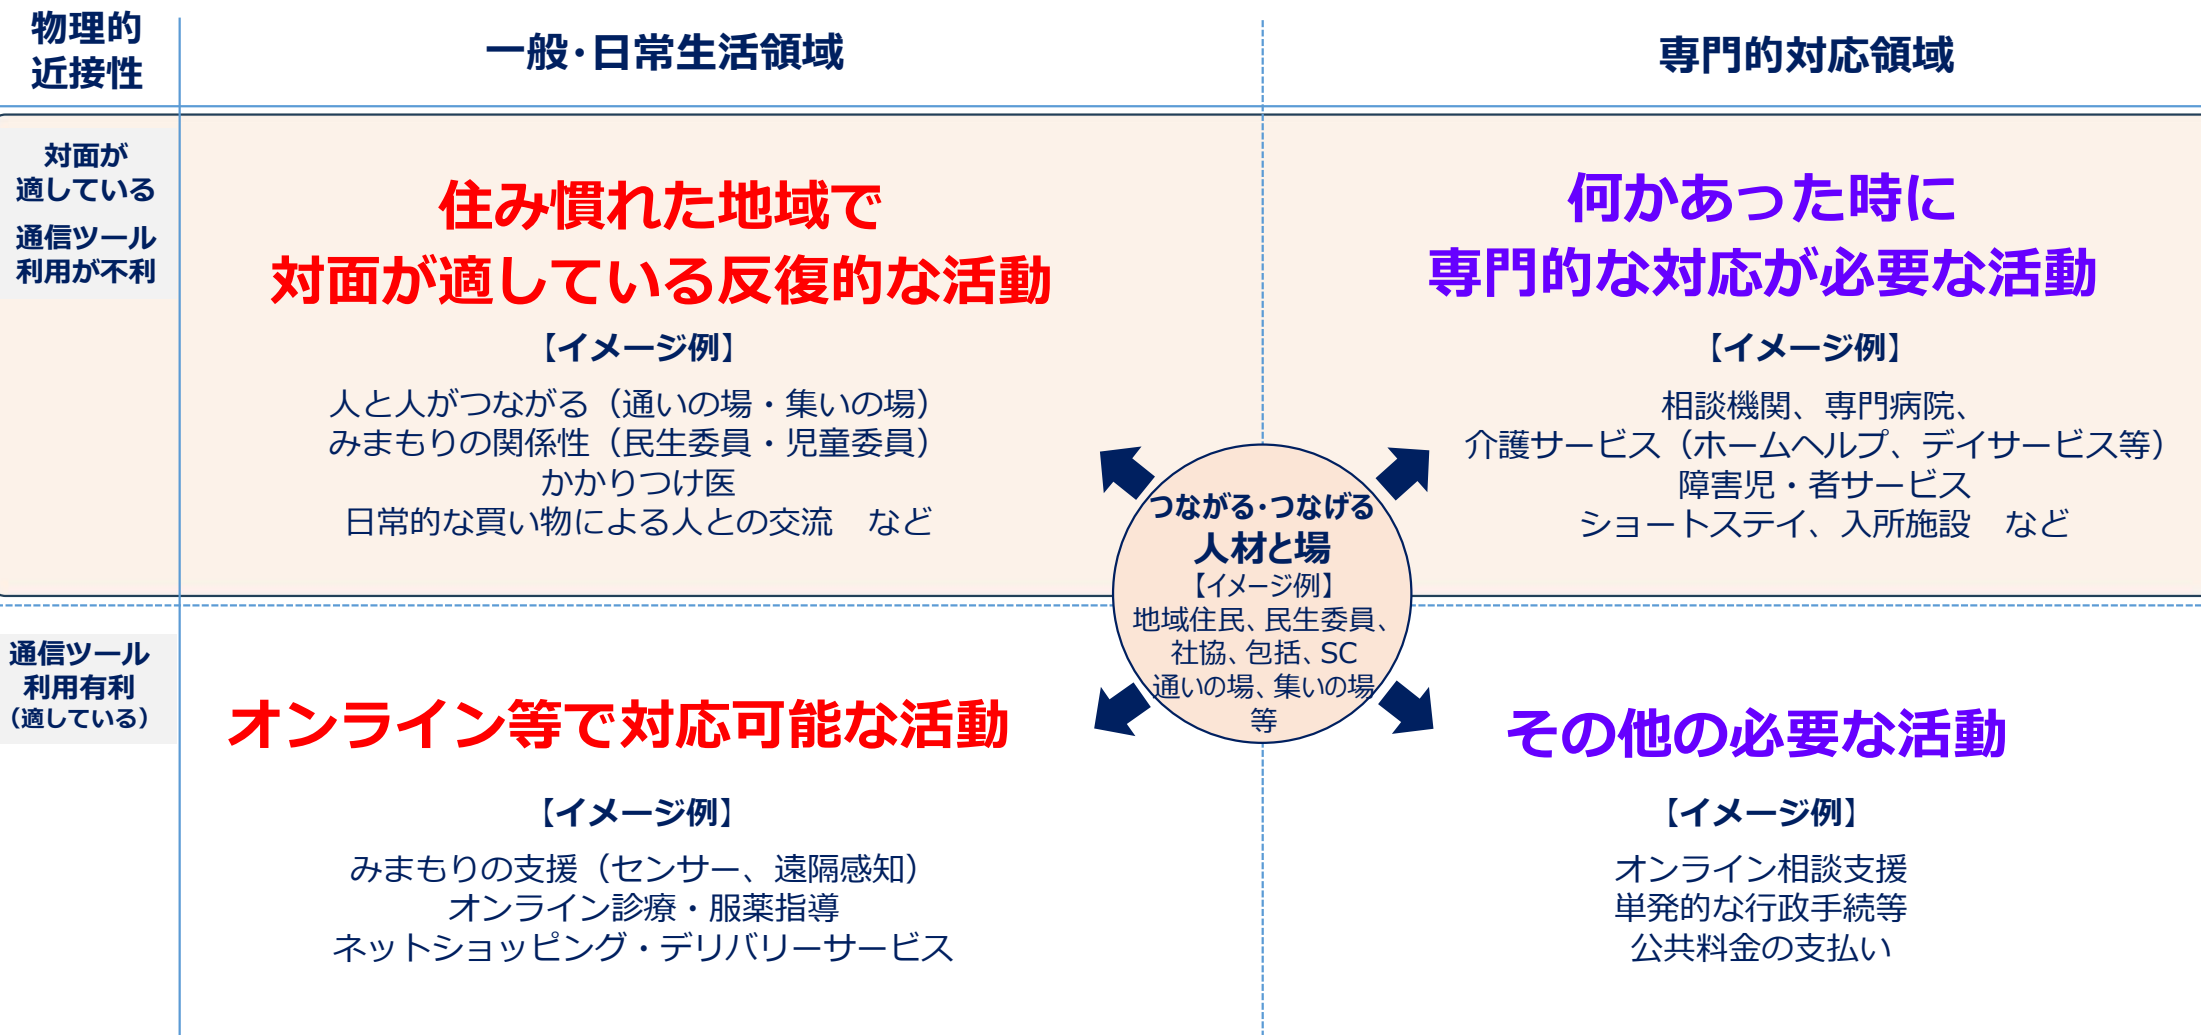 物理的
近接性
一般・日常生活領域
専門的対応領域
対面が
適している
通信ツール
利用が不利
住み慣れた地域で
対面が適している反復的な活動
【イメージ例】
人と人がつながる（通いの場・集いの場）
みまもりの関係性（民生委員・児童委員）
かかりつけ医
日常的な買い物による人との交流　など
何かあった時に
専門的な対応が必要な活動
【イメージ例】
相談機関、専門病院、
介護サービス（ホームヘルプ、デイサービス等）
障害児・者サービス
ショートステイ、入所施設　など
つながる・つなげる
人材と場
【イメージ例】
地域住民、民生委員、
社協、包括、SC
通いの場、集いの場
等
通信ツール
利用有利
（適している）
オンライン等で対応可能な活動
【イメージ例】
みまもりの支援（センサー、遠隔感知）
オンライン診療・服薬指導
ネットショッピング・デリバリーサービス
その他の必要な活動
【イメージ例】
オンライン相談支援
単発的な行政手続等
公共料金の支払い